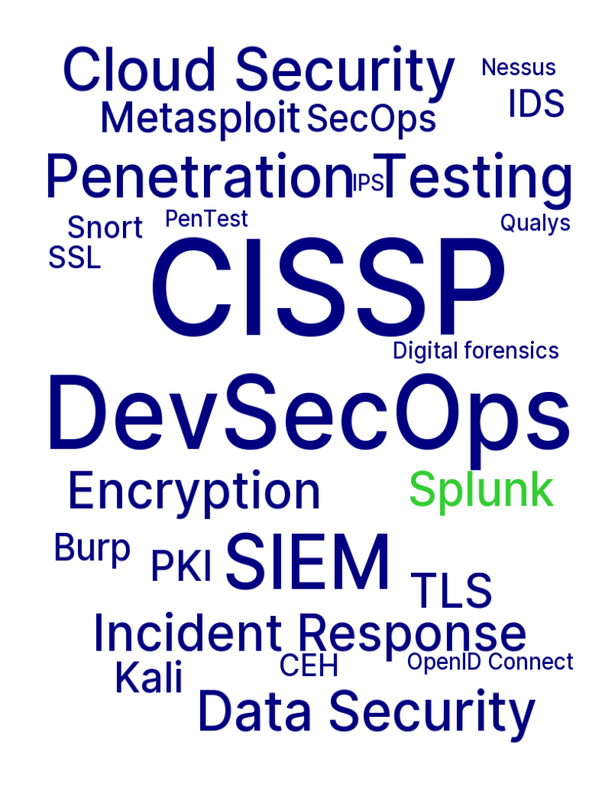 Cloud Security
Nessus
IDS
Metasploit
SecOps
Penetration Testing
IPS
Snort
PenTest
Qualys
SSL
CISSP
Digital forensics
DevSecOps
Encryption
Splunk
Burp
PKI
SIEM
TLS
Incident Response
CEH
OpenID Connect
Kali
Data Security